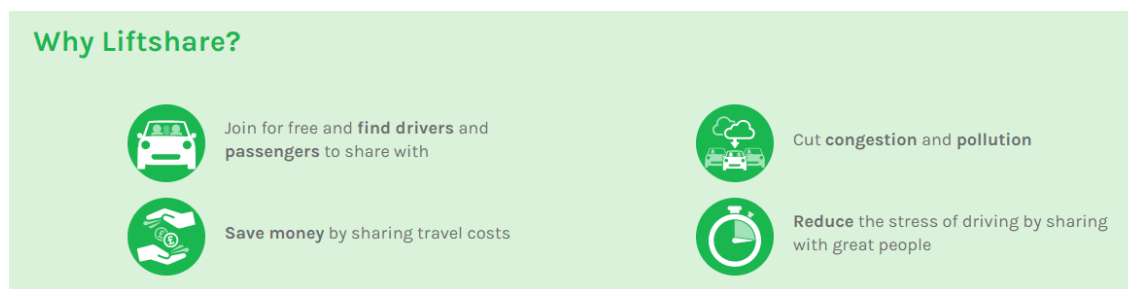 Why Liftshare?
Join for free and find drivers and
passengers to share with
Cut congestion and pollution
Save money by sharing travel costs
Reduce the stress of driving by sharing
with great people